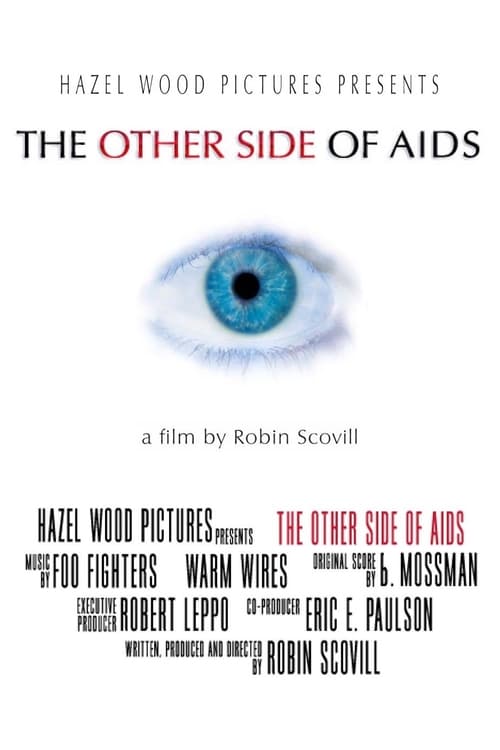 HAZEL WOOD PICTURES PRESENTS
THE OTHER SIDE OF AIDS
a film by Robin Scovill
HAZEL WOOD PICTURES PRESENTS THE OTHER SIDE OF AIDS
MUSIC BY FOO FIGHTERS WARM WIRES ORIGINAL SCORE BY b. MOSSMAN
EXECUTIVE PRODUCER ROBERT LEPPO CO-PRODUCER ERIC E. PAULSON
WRITTEN, PRODUCED AND DIRECTED BY ROBIN SCOVILL